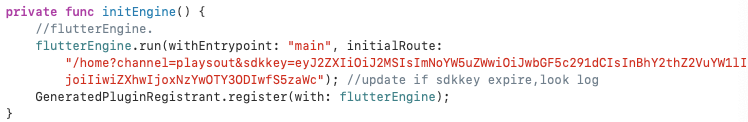 private func initEngine() {
//flutterEngine.
flutterEngine.run(withEntrypoint: "main", initialRoute:
"/home?channel=playsout&sdkkey=eyJ2ZXIiOiJ2MSIsImNoYW5uZWwiOiJwbGF5c291dCIsInBhY2thZ2VuYW1lI
joiIiwiZXhwIjoxNzYwOTY3ODIwfS5zaWc"); //update if sdkkey expire,look log
GeneratedPluginRegistrant.register(with: flutterEngine);
}